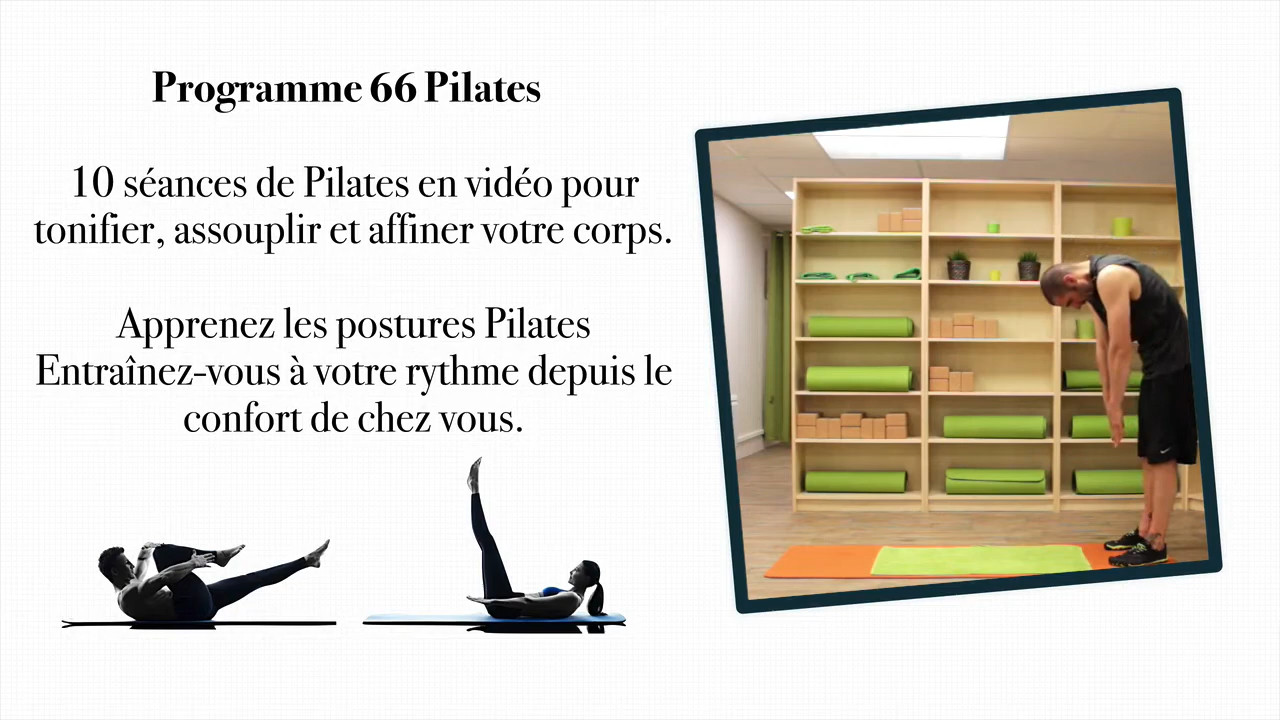 Programme 66 Pilates
10 séances de Pilates en vidéo pour
tonifier, assouplir et affiner votre corps.
Apprenez les postures Pilates
Entraînez-vous à votre rythme depuis le
confort de chez vous.